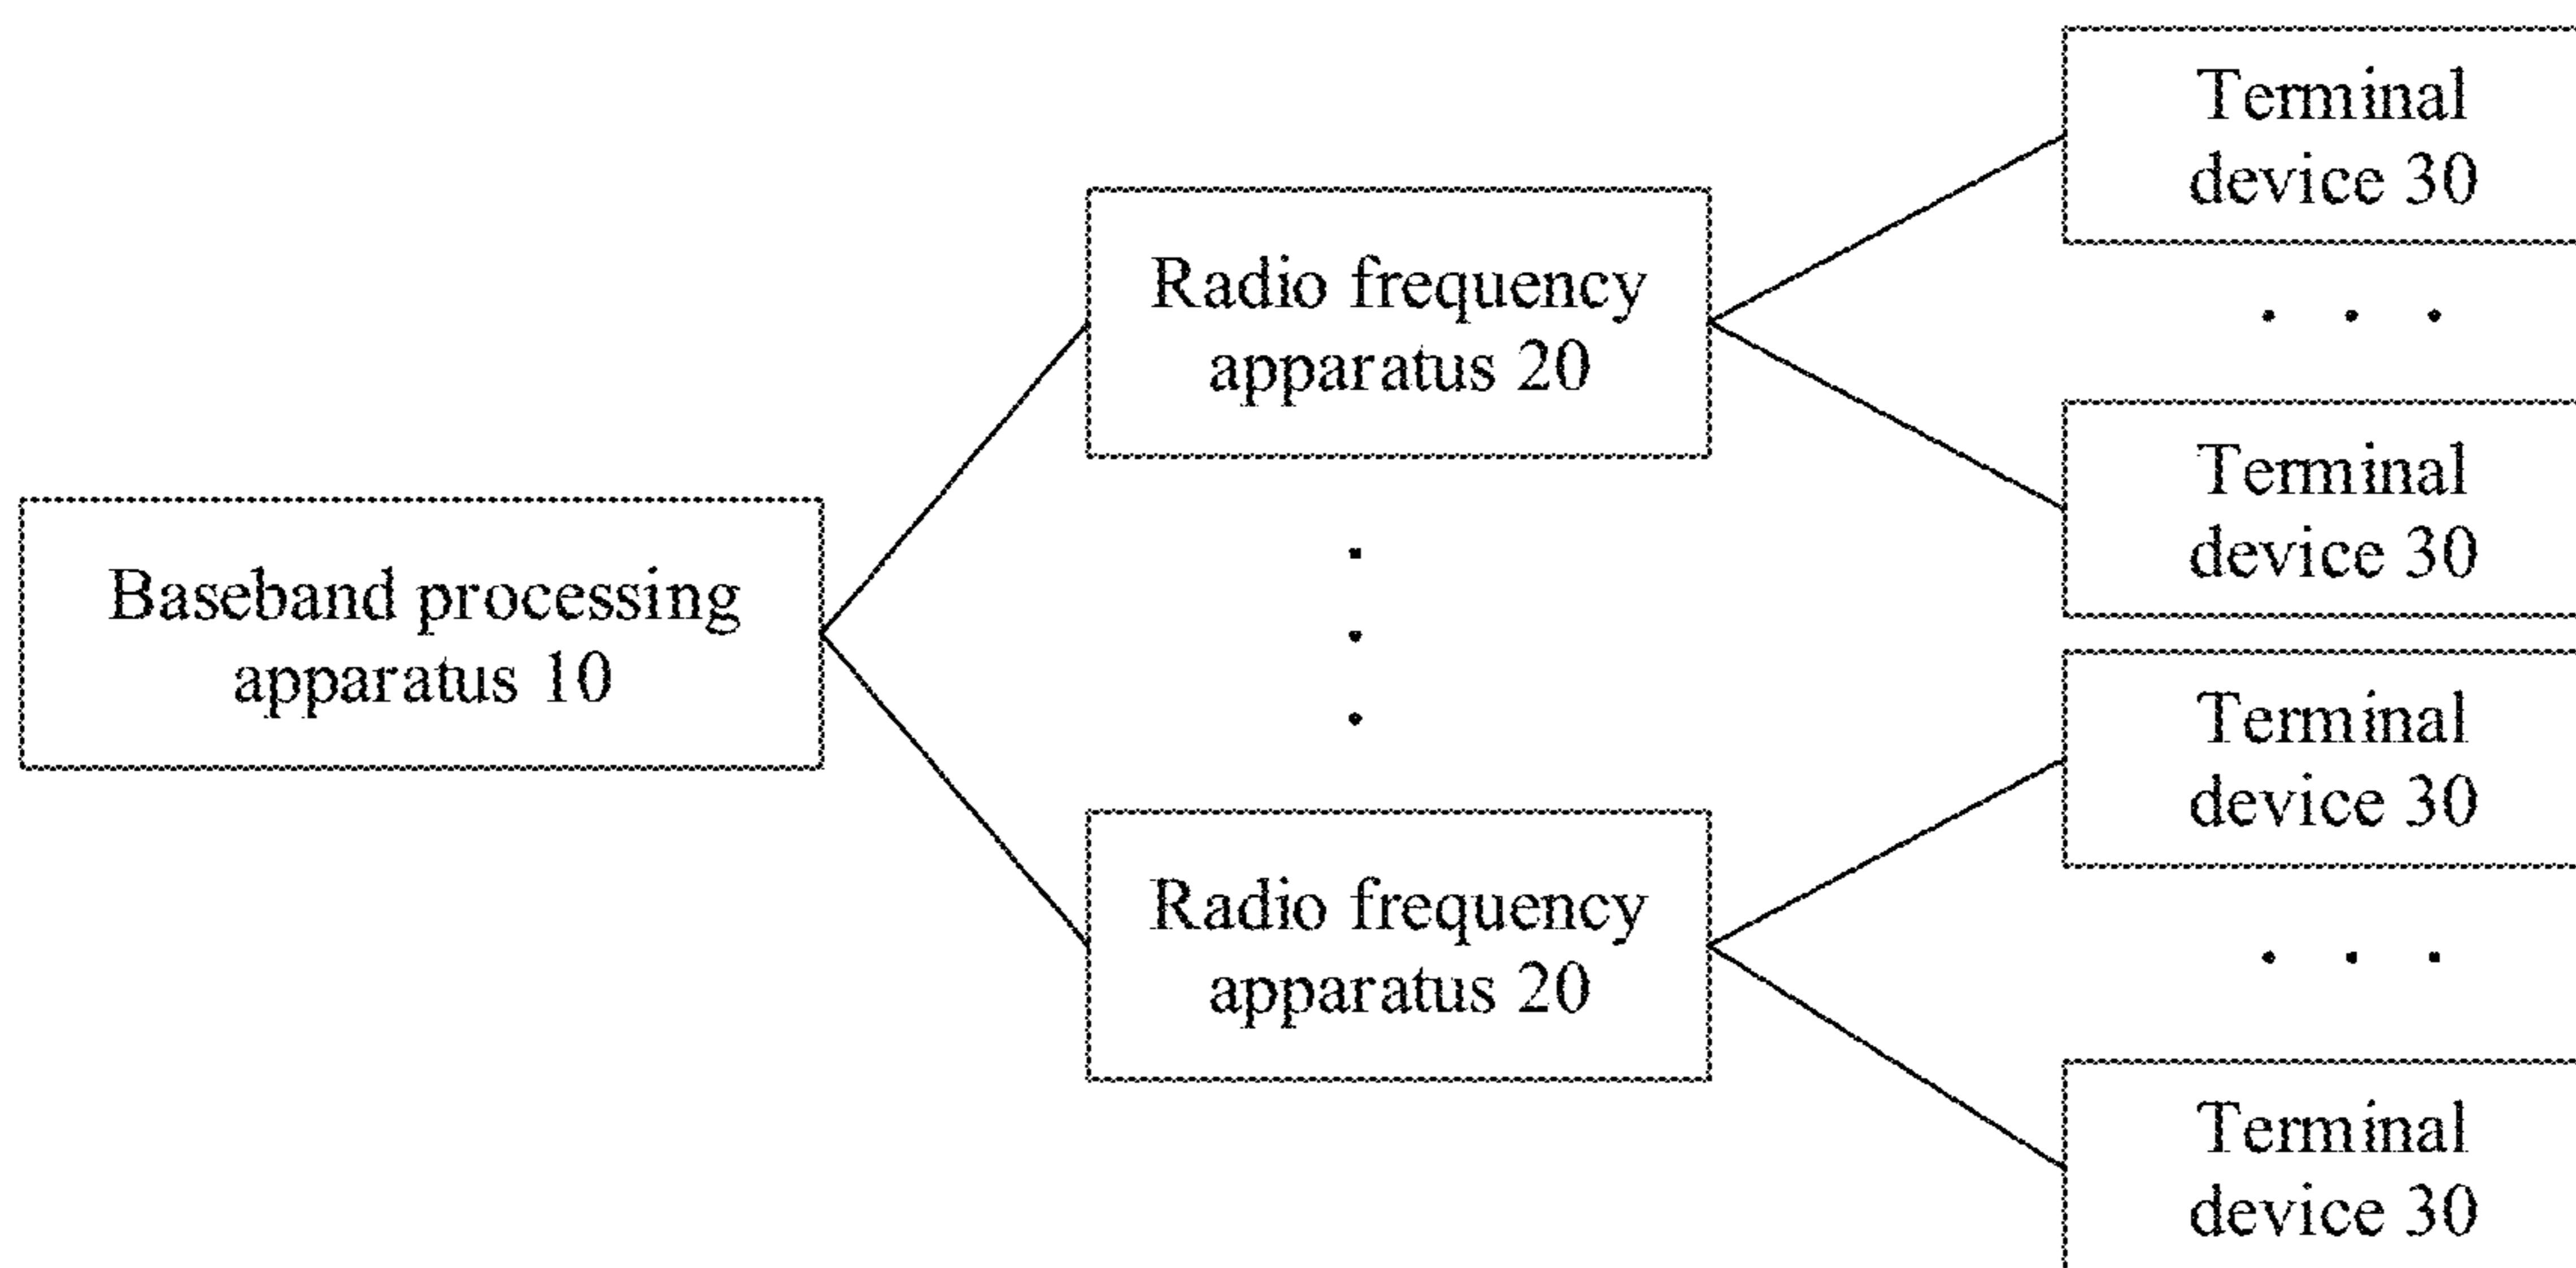 Baseband processing
apparatus 10
Radio frequency
apparatus 20
Radio frequency
apparatus 20
Terminal
device 30
Terminal
device 30
Terminal
device 30
Terminal
device 30